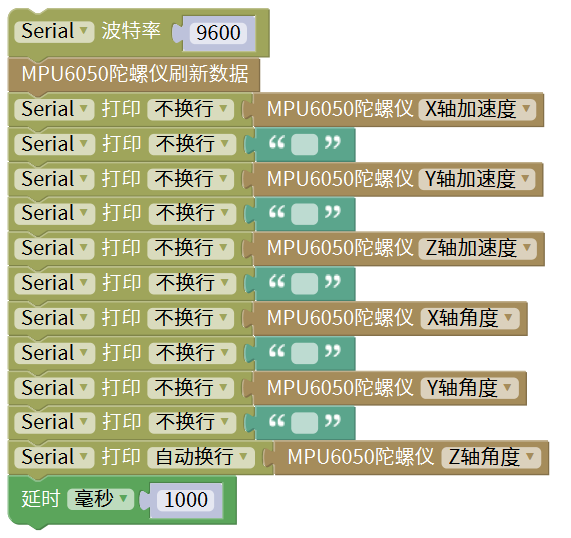 Serial 波特率 9600
MPU6050陀螺仪刷新数据
Serial 打印 不换行 MPU6050陀螺仪 X轴加速度
Serial 打印 不换行 “ ”
Serial 打印 不换行 MPU6050陀螺仪 Y轴加速度
Serial 打印 不换行 “ ”
Serial 打印 不换行 MPU6050陀螺仪 Z轴加速度
Serial 打印 不换行 “ ”
Serial 打印 不换行 MPU6050陀螺仪 X轴角度
Serial 打印 不换行 “ ”
Serial 打印 不换行 MPU6050陀螺仪 Y轴角度
Serial 打印 不换行 “ ”
Serial 打印 自动换行 MPU6050陀螺仪 Z轴角度
延时 毫秒 1000